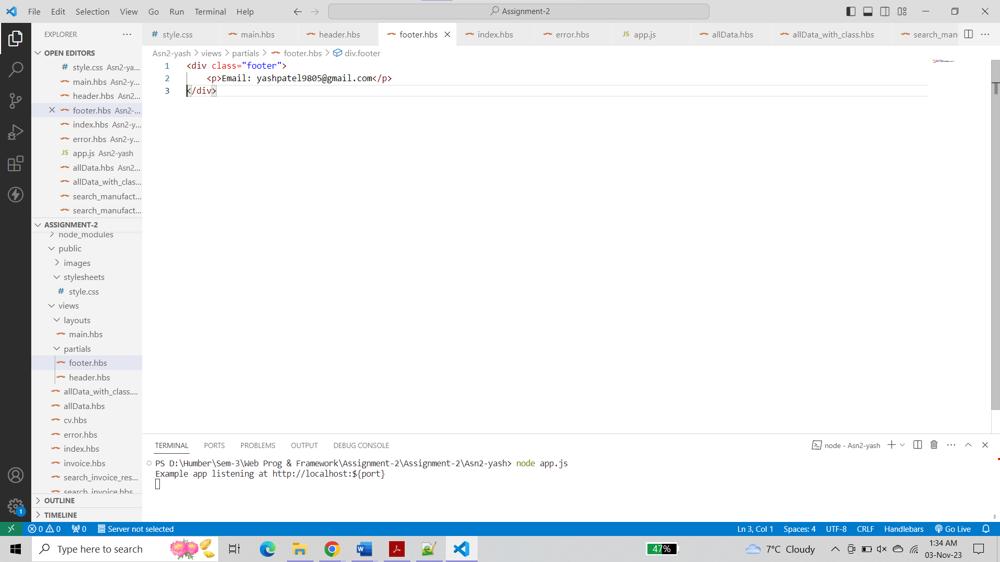 File Edit Selection View Go Run Terminal Help
Assignment-2
EXPLORER
style.css
main.hbs
header.hbs
footer.hbs
index.hbs
error.hbs
JS app.js
allData.hbs
allData_with_class.hbs
search_man
OPEN EDITORS
# style.css Asn2-ya...
main.hbs Asn2-y...
header.hbs Asn2...
footer.hbs Asn2-...
index.hbs Asn2-y...
error.hbs Asn2-y...
JS app.js Asn2-yash
allData.hbs Asn2...
allData_with_clas...
search_manufact...
search_manufact...
ASSIGNMENT-2
node_modules
public
images
stylesheets
# style.css
views
layouts
main.hbs
partials
footer.hbs
header.hbs
allData_with_class....
allData.hbs
cv.hbs
error.hbs
index.hbs
invoice.hbs
search_invoice_res...
search_invoice.hbs
OUTLINE
TIMELINE
Asn2-yash > views > partials > footer.hbs > div.footer
1 <div class="footer">
2 <p>Email: yashpatel9805@gmail.com</p>
3 </div>
TERMINAL PORTS PROBLEMS OUTPUT DEBUG CONSOLE
node - Asn2-yash
PS D:\Humber\Sem-3\Web Prog & Framework\Assignment-2\Assignment-2\Asn2-yash> node app.js
Example app listening at http://localhost:${port}
1
0 0 0 Server not selected
Ln 3, Col 1 Spaces: 4 UTF-8 CRLF Handlebars Go Live
Type here to search
47%
7°C Cloudy
1:34 AM
03-Nov-23